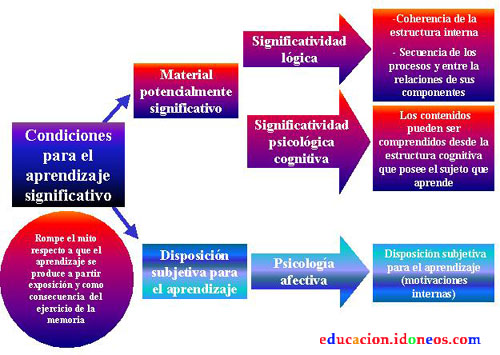 Condiciones
para el
aprendizaje
significativo
Material
potencialmente
significativo
Significatividad
lógica
-Coherencia de la
estructura interna
- Secuencia de los
procesos y entre la
relaciones de sus
componentes
Significatividad
psicológica
cognitiva
Los contenidos
pueden ser
comprendidos desde la
estructura cognitiva
que posee el sujeto que
aprende
Rompe el mito
respecto a que el
aprendizaje se
produce a partir
exposición y como
consecuencia del
ejercicio de la
memoria
Disposición
subjetiva para
el aprendizaje
Psicología
afectiva
Disposición subjetiva
para el aprendizaje
(motivaciones
internas)
educacion.idoneos.com